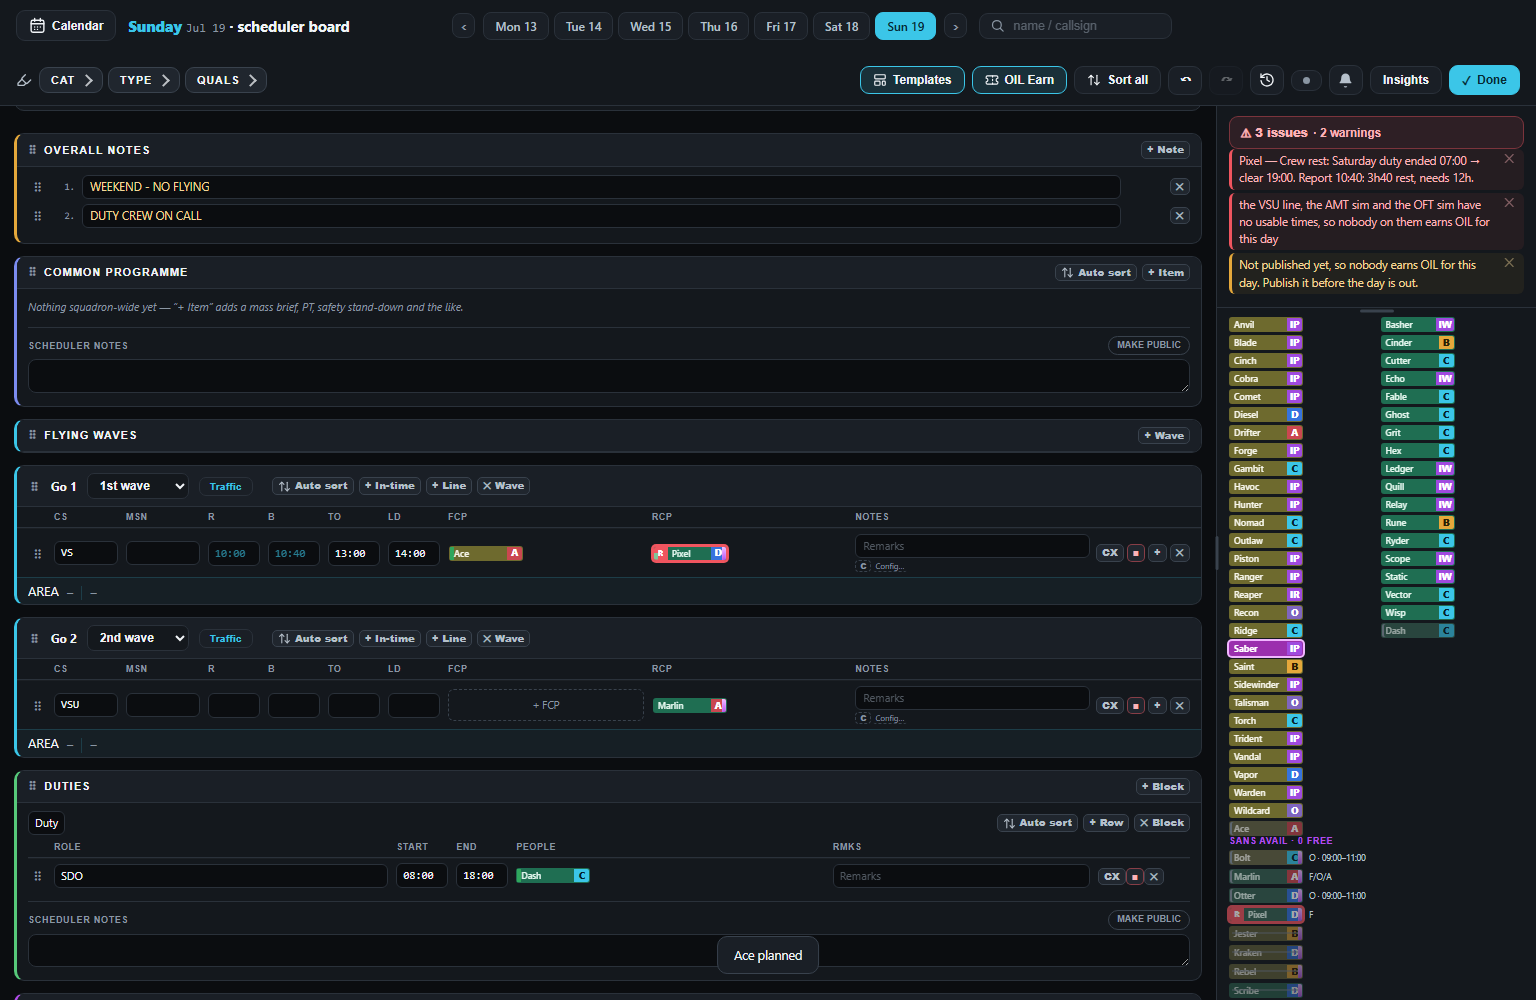 Calendar
Sunday Jul 19 · scheduler board
‹ Mon 13 Tue 14 Wed 15 Thu 16 Fri 17 Sat 18 Sun 19 ›
name / callsign
CAT TYPE QUALS
Templates OIL Earn Sort all Insights ✓ Done
OVERALL NOTES
+ Note
1. WEEKEND - NO FLYING
2. DUTY CREW ON CALL
COMMON PROGRAMME
Auto sort + Item
Nothing squadron-wide yet — "+ Item" adds a mass brief, PT, safety stand-down and the like.
SCHEDULER NOTES
MAKE PUBLIC
FLYING WAVES
+ Wave
Go 1 1st wave Traffic Auto sort + In-time + Line ✕ Wave
CS MSN R B TO LD FCP RCP NOTES
VS 10:00 10:40 13:00 14:00 Ace A R Pixel D Remarks CX ■ + ✕
C Config...
AREA – | –
Go 2 2nd wave Traffic Auto sort + In-time + Line ✕ Wave
CS MSN R B TO LD FCP RCP NOTES
VSU + FCP Marlin A Remarks CX ■ + ✕
C Config...
AREA – | –
DUTIES
+ Block
Duty
Auto sort + Row ✕ Block
ROLE START END PEOPLE RMKS
SDO 08:00 18:00 Dash C Remarks CX ■ ✕
SCHEDULER NOTES
MAKE PUBLIC
Ace planned
⚠ 3 issues · 2 warnings
Pixel — Crew rest: Saturday duty ended 07:00 →
clear 19:00. Report 10:40: 3h40 rest, needs 12h.
the VSU line, the AMT sim and the OFT sim have
no usable times, so nobody on them earns OIL for
this day
Not published yet, so nobody earns OIL for this
day. Publish it before the day is out.
Anvil IP
Blade IP
Cinch IP
Cobra IP
Comet IP
Diesel D
Drifter A
Forge IP
Gambit C
Havoc IP
Hunter IP
Nomad C
Outlaw C
Piston IP
Ranger IP
Reaper IR
Recon O
Ridge C
Saber IP
Saint B
Sidewinder IP
Talisman O
Torch C
Trident IP
Vandal IP
Vapor D
Warden IP
Wildcard O
Ace A
Basher IW
Cinder B
Cutter C
Echo IW
Fable C
Ghost C
Grit C
Hex C
Ledger IW
Quill IW
Relay IW
Rune B
Ryder C
Scope IW
Static IW
Vector C
Wisp C
Dash C
SANS AVAIL · 0 FREE
Bolt C O · 09:00–11:00
Marlin A F/O/A
Otter D O · 09:00–11:00
R Pixel D F
Jester B
Kraken D
Rebel B
Scribe D